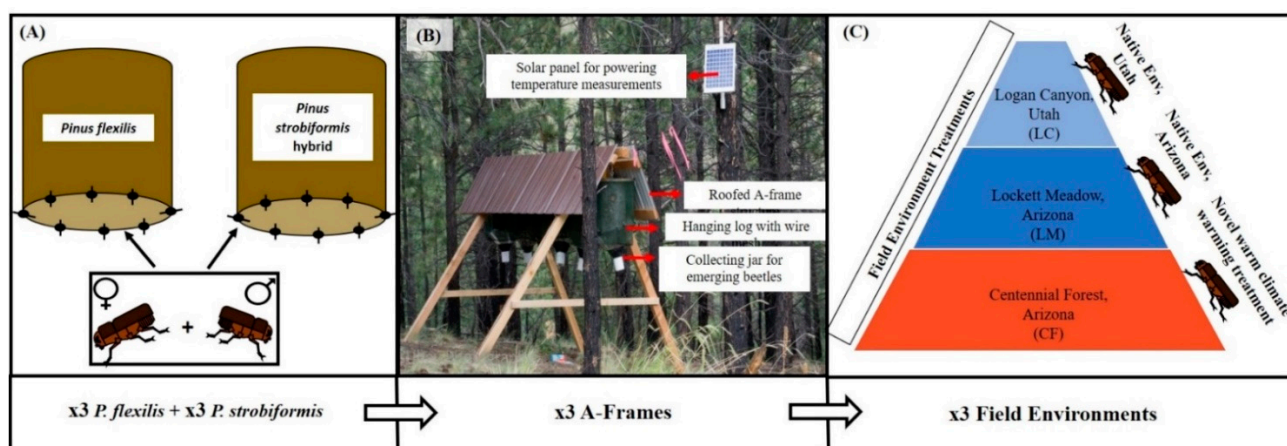 (A)
Pinus flexilis
Pinus
strobiformis
hybrid
♀
+
♂
x3 P. flexilis + x3 P. strobiformis
(B)
Solar panel for powering
temperature measurements
Roofed A-frame
Hanging log with wire
Collecting jar for
emerging beetles
x3 A-Frames
(C)
Field Environment Treatments
Logan Canyon,
Utah
(LC)
Lockett Meadow,
Arizona
(LM)
Centennial Forest,
Arizona
(CF)
Native Env,
Utah
Native Env,
Arizona
Novel warm climate
warming treatment
x3 Field Environments